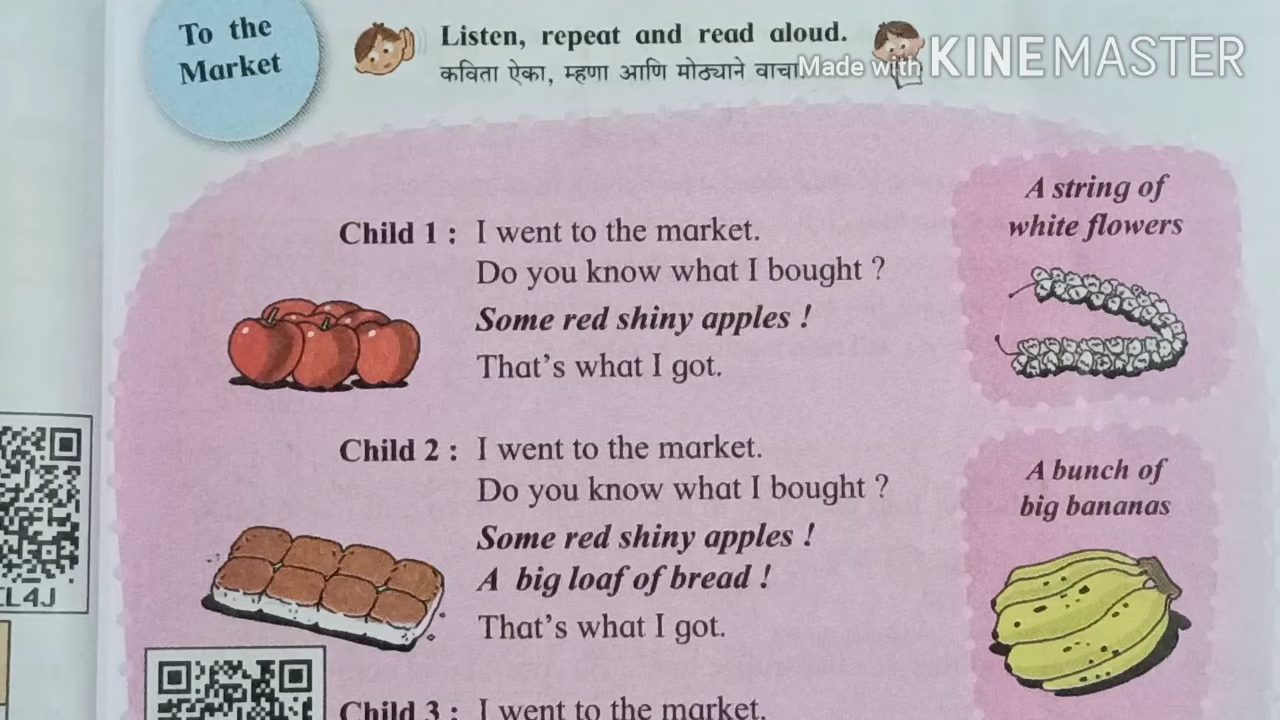 To the
Market
Listen, repeat and read aloud.
कविता ऐका, म्हणा आणि मोठ्याने वाचा
Made with KINEMASTER
Child 1 : I went to the market.
Do you know what I bought ?
Some red shiny apples !
That's what I got.
Child 2 : I went to the market.
Do you know what I bought ?
Some red shiny apples !
A big loaf of bread !
That's what I got.
Child 3 : I went to the market.
A string of
white flowers
A bunch of
big bananas
L4J